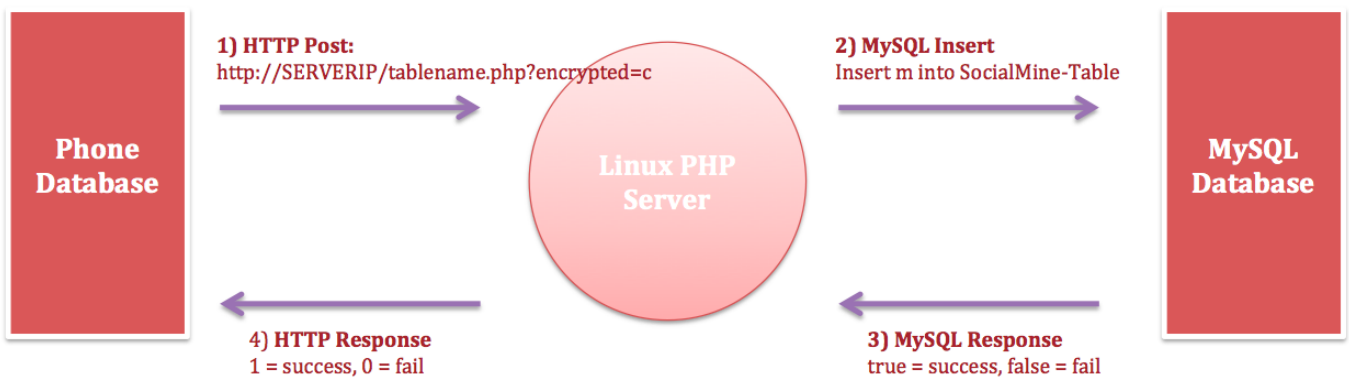 1) HTTP Post:
http://SERVERIP/tablename.php?encrypted=c
2) MySQL Insert
Insert m into SocialMine-Table
Phone
Database
Linux PHP
Server
MySQL
Database
4) HTTP Response
1 = success, 0 = fail
3) MySQL Response
true = success, false = fail